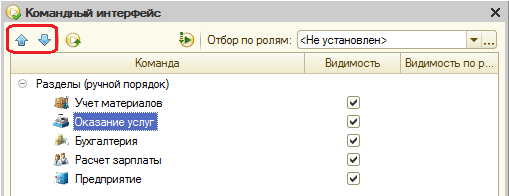 Командный интерфейс
Отбор по ролям: <Не установлен>
Команда Видимость Видимость по р...
Разделы (ручной порядок)
Учет материалов
Оказание услуг
Бухгалтерия
Расчет зарплаты
Предприятие